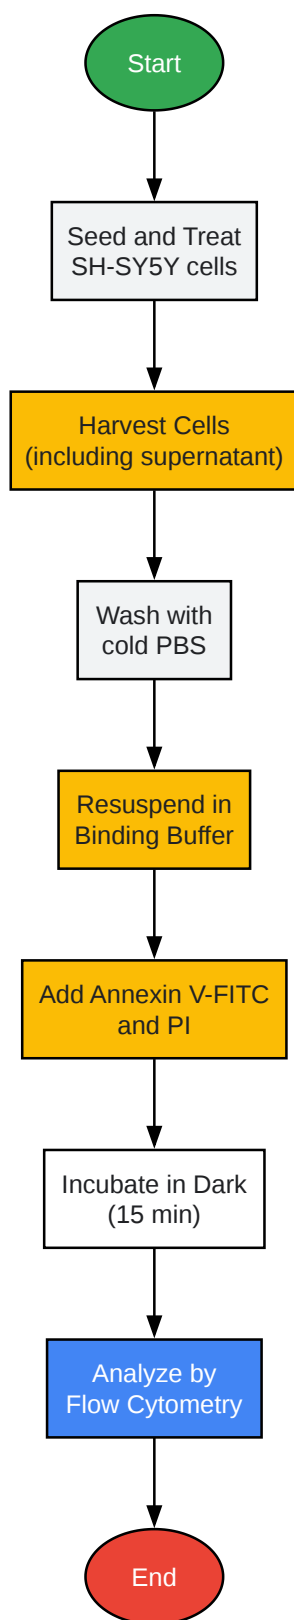 Start
Seed and Treat
SH-SY5Y cells
Harvest Cells
(including supernatant)
Wash with
cold PBS
Resuspend in
Binding Buffer
Add Annexin V-FITC
and PI
Incubate in Dark
(15 min)
Analyze by
Flow Cytometry
End